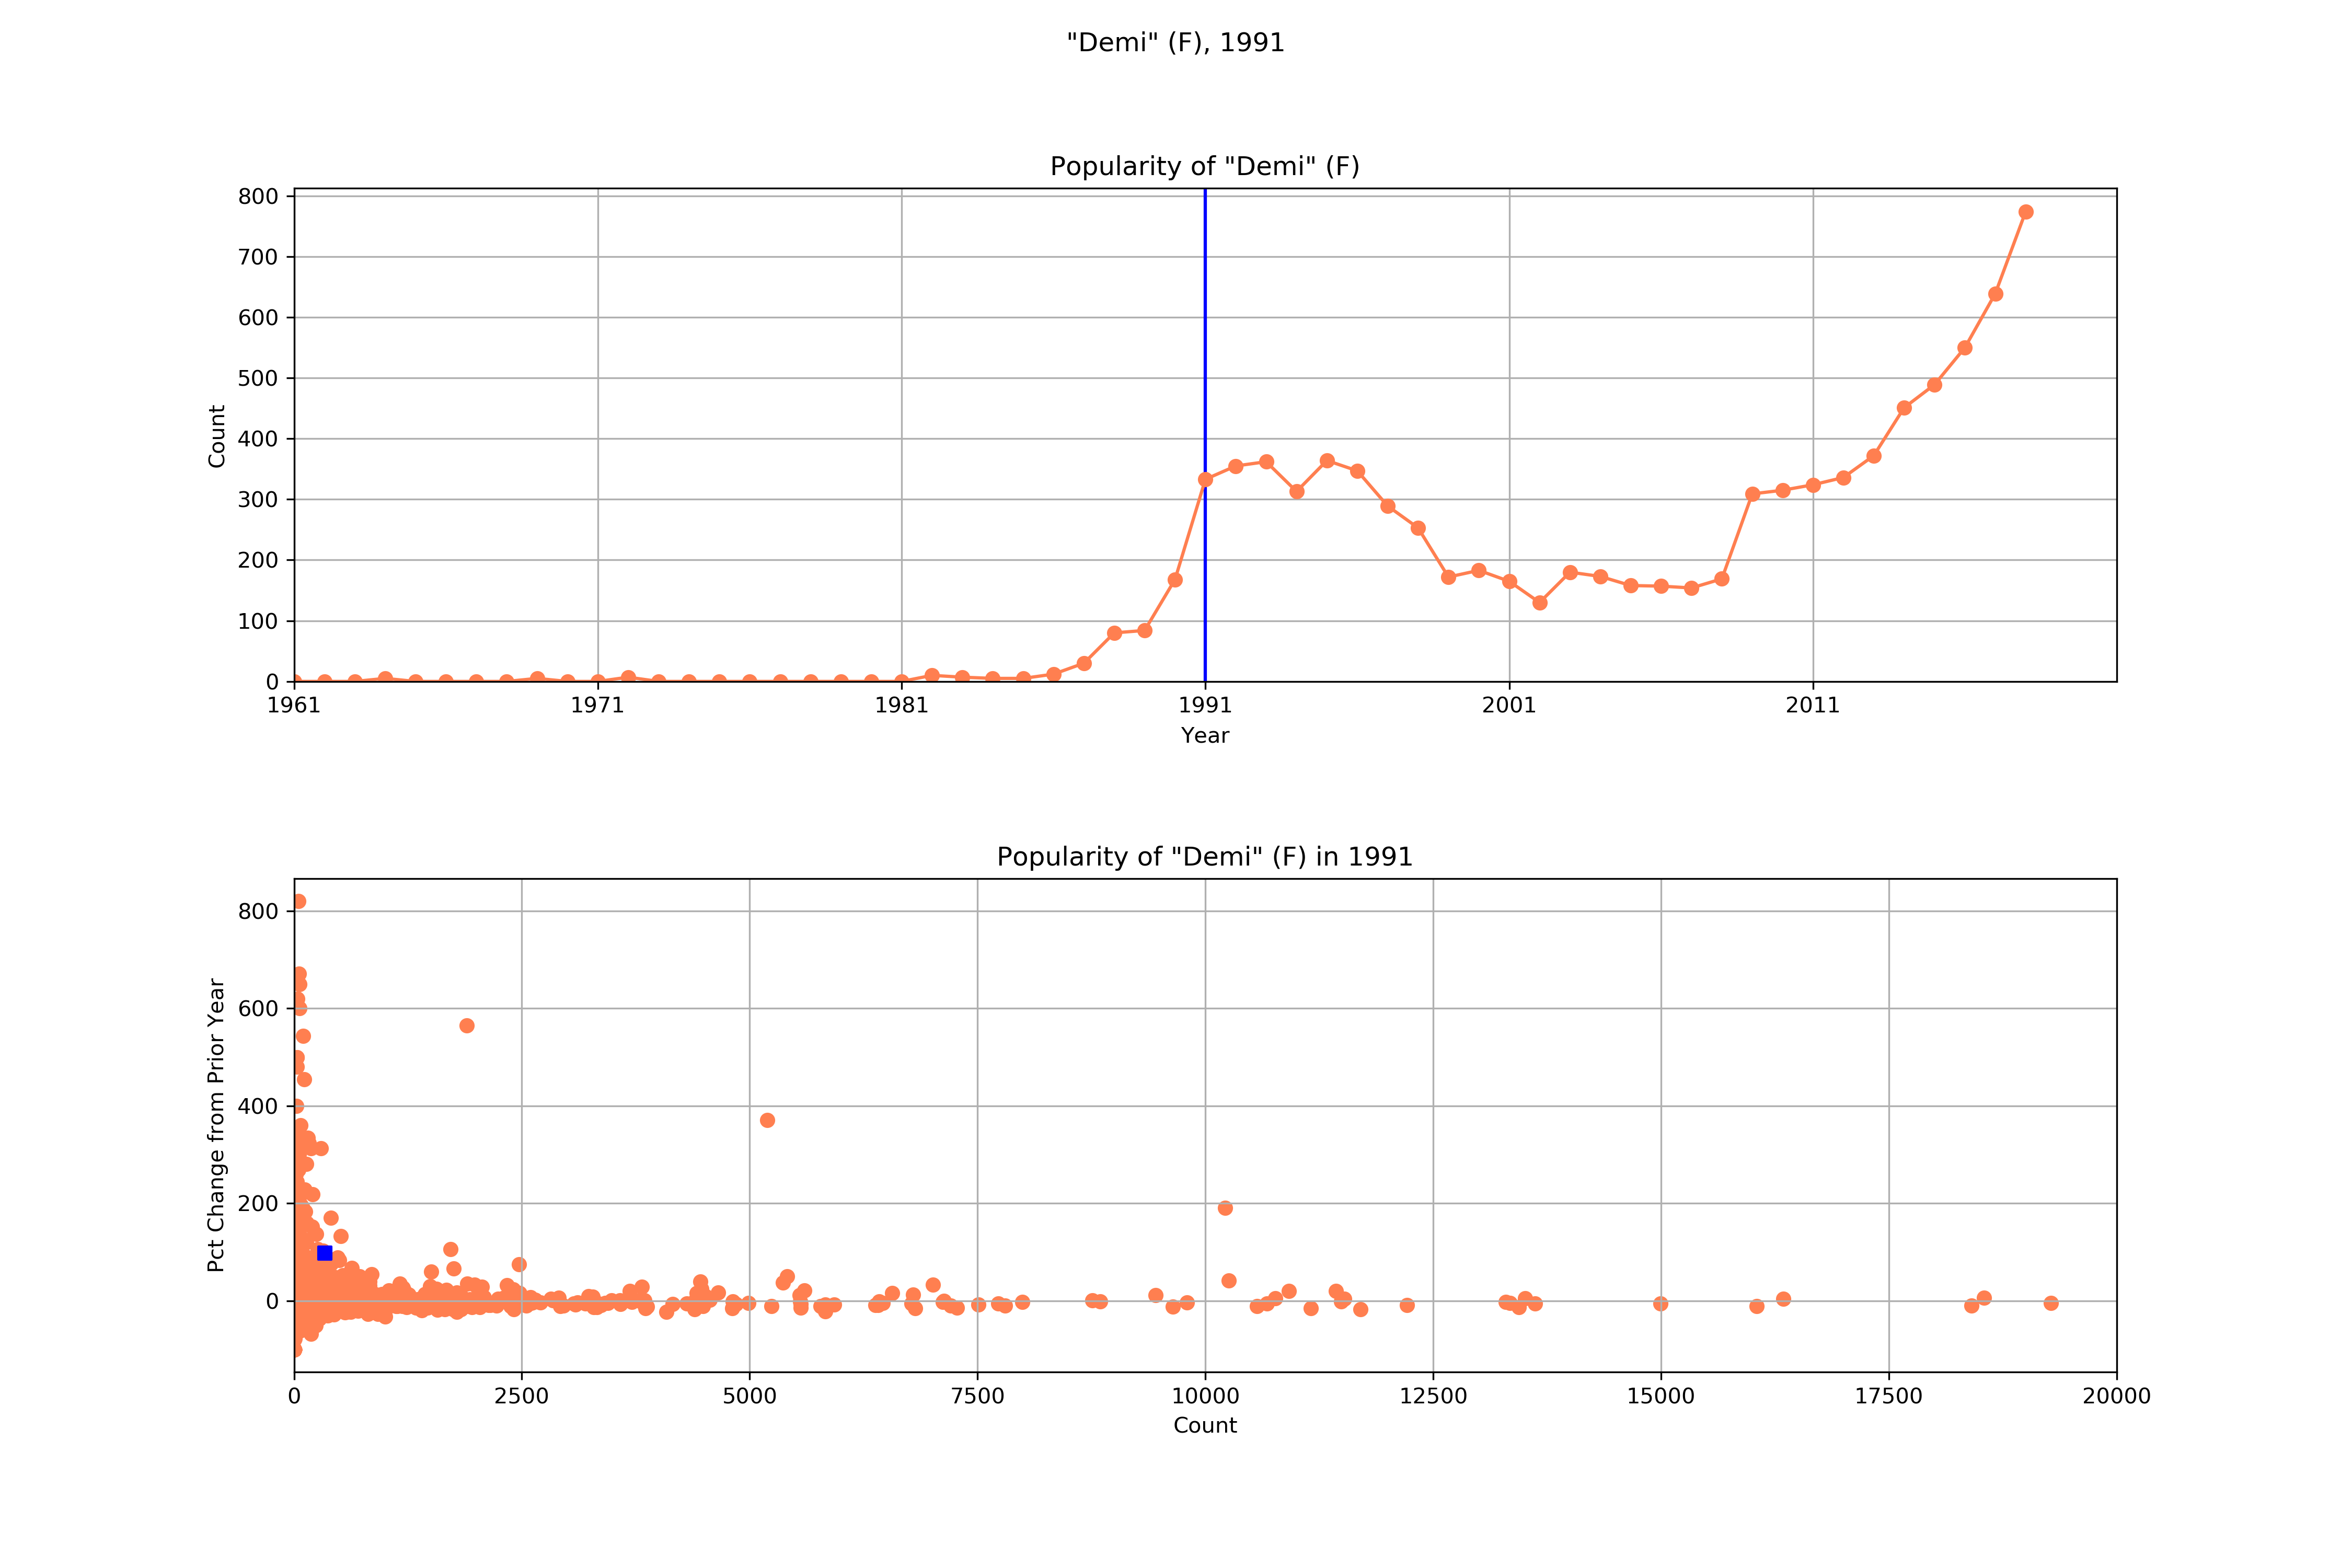 "Demi" (F), 1991
Popularity of "Demi" (F)
800
700
600
500
400
300
200
100
0
Count
1961 1971 1981 1991 2001 2011
Year
Popularity of "Demi" (F) in 1991
800
600
400
200
0
Pct Change from Prior Year
0 2500 5000 7500 10000 12500 15000 17500 20000
Count